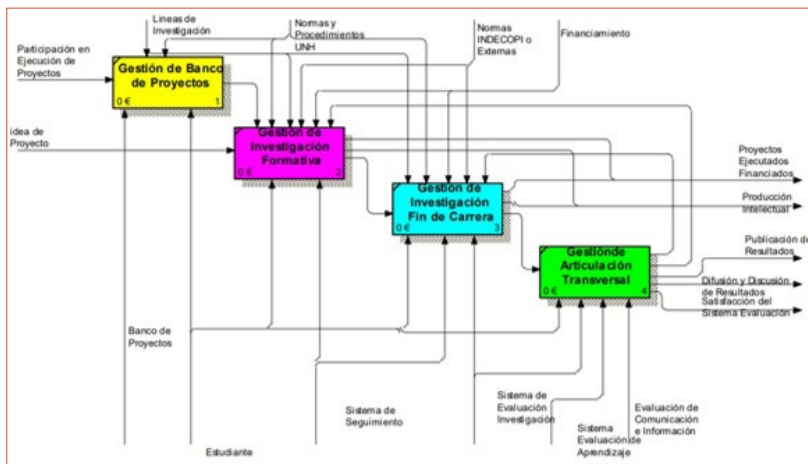 Lineas de
Investigación
Normas y
Procedimientos
UNH
Normas
INDECOPI o
Externas
Financiamiento
Participación en
Ejecución de
Proyectos
Gestión de Banco
de Proyectos
0 € 1
idea de
Proyecto
Gestión de
Investigación
Formativa
0 € 2
Gestión de
Investigación
Fin de Carrera
0 € 3
Gestiónde
Articulación
Transversal
0 € 4
Proyectos
Ejecutados
Financiados
Producción
Intelectual
Publicación de
Resultados
Difusión y Discusión
de Resultados
Satisfacción del
Sistema Evaluación
Banco de
Proyectos
Estudiante
Sistema de
Seguimiento
Sistema de
Evaluación
Investigación
Sistema
Evaluación de
Aprendizaje
Evaluación de
Comunicación
e Información